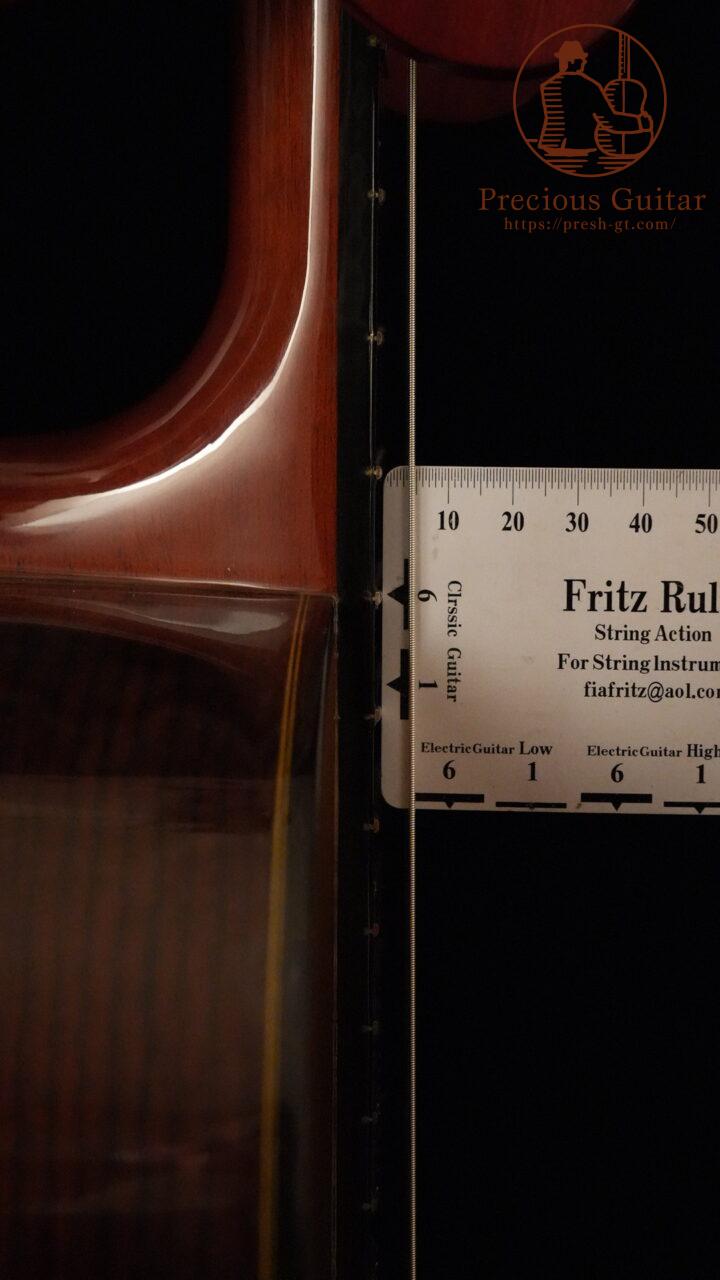 Precious Guitar
https://presh-gt.com/
10 20 30 40 50
6
Clrssic Guitar
1
Fritz Rul
String Action
For String Instrum
fiafritz@aol.co
ElectricGuitar Low
6 1
ElectricGuitar High
6 1